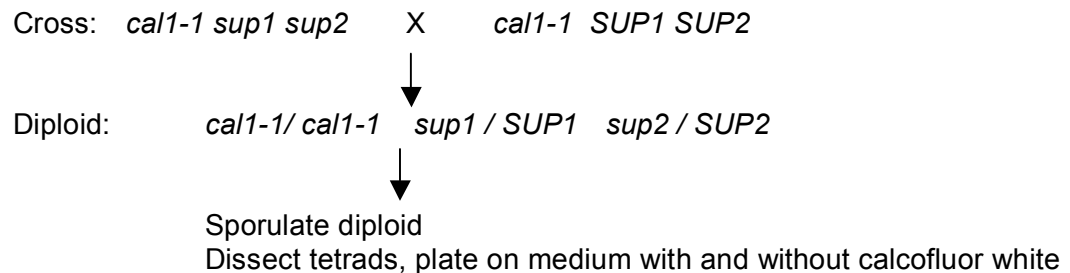 Cross: cal1-1 sup1 sup2 X cal1-1 SUP1 SUP2
Diploid: cal1-1/ cal1-1 sup1 / SUP1 sup2 / SUP2
Sporulate diploid
Dissect tetrads, plate on medium with and without calcofluor white